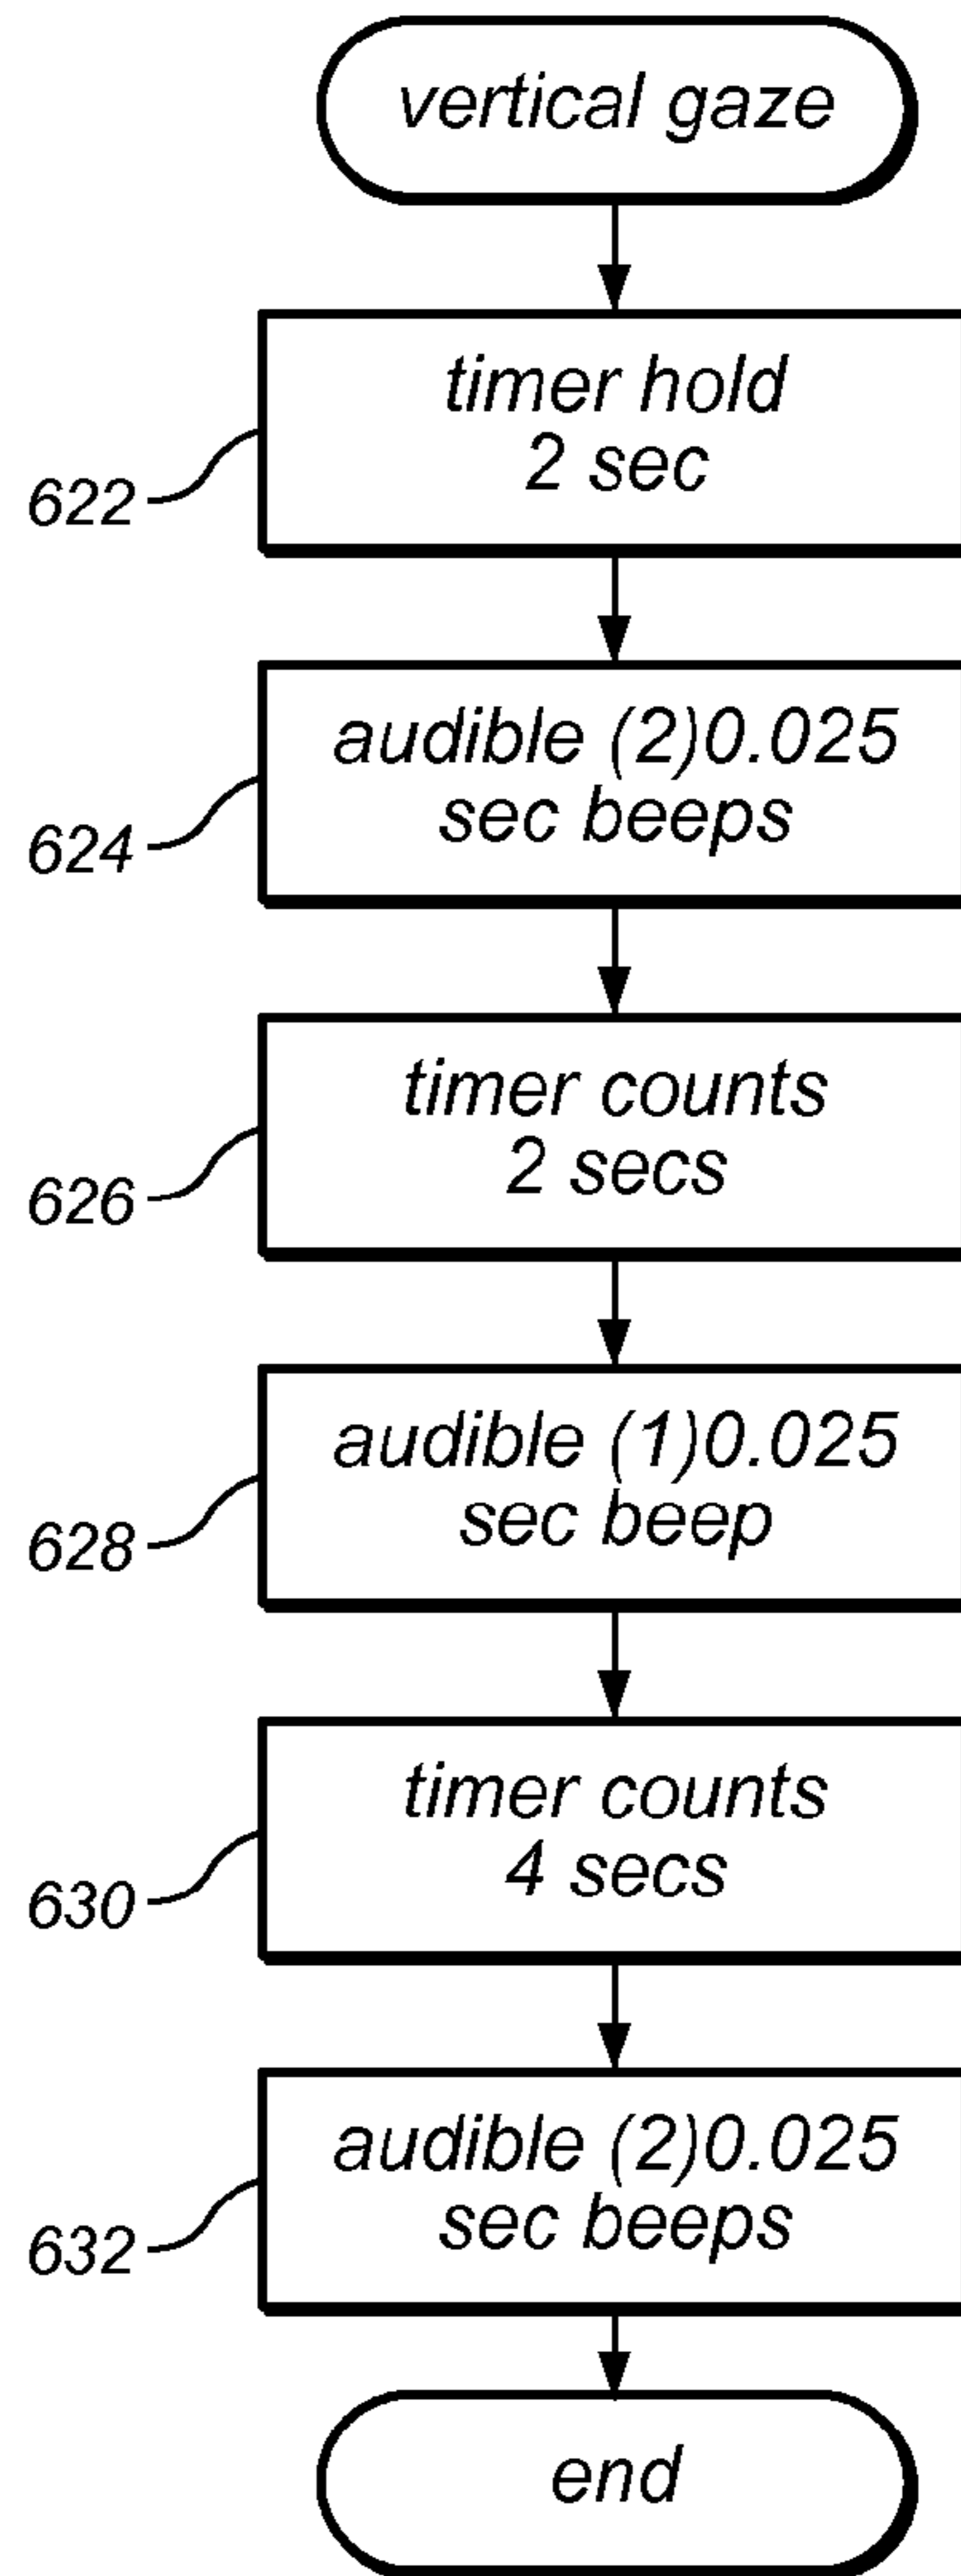 vertical gaze
timer hold
2 sec
622
audible (2)0.025
sec beeps
624
timer counts
2 secs
626
audible (1)0.025
sec beep
628
timer counts
4 secs
630
audible (2)0.025
sec beeps
632
end